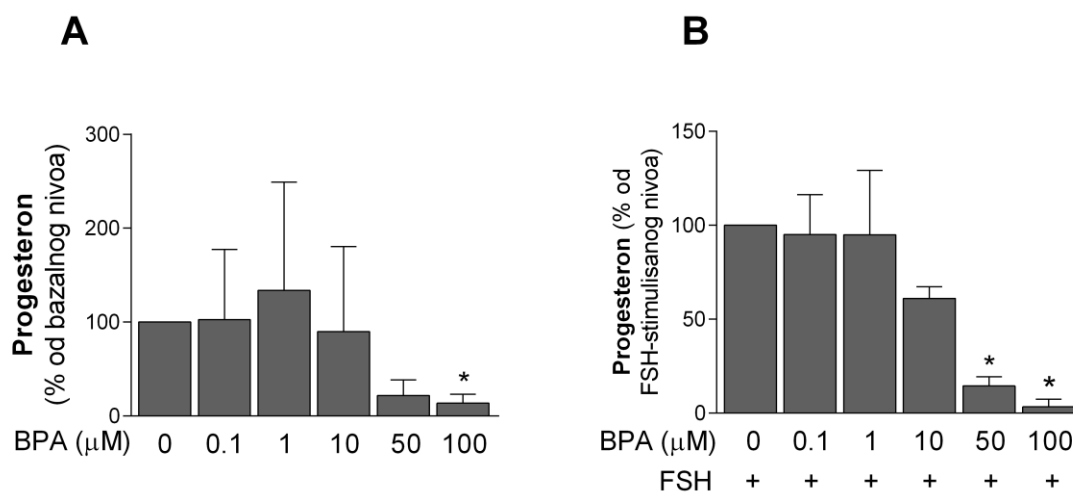 A
Progesteron
(% od bazalnog nivoa)
300
200
100
0
*
BPA (μM) 0 0.1 1 10 50 100
B
Progesteron (% od
FSH-stimulisanog nivoa)
150
100
50
0
* *
BPA (μM) 0 0.1 1 10 50 100
FSH + + + + + +